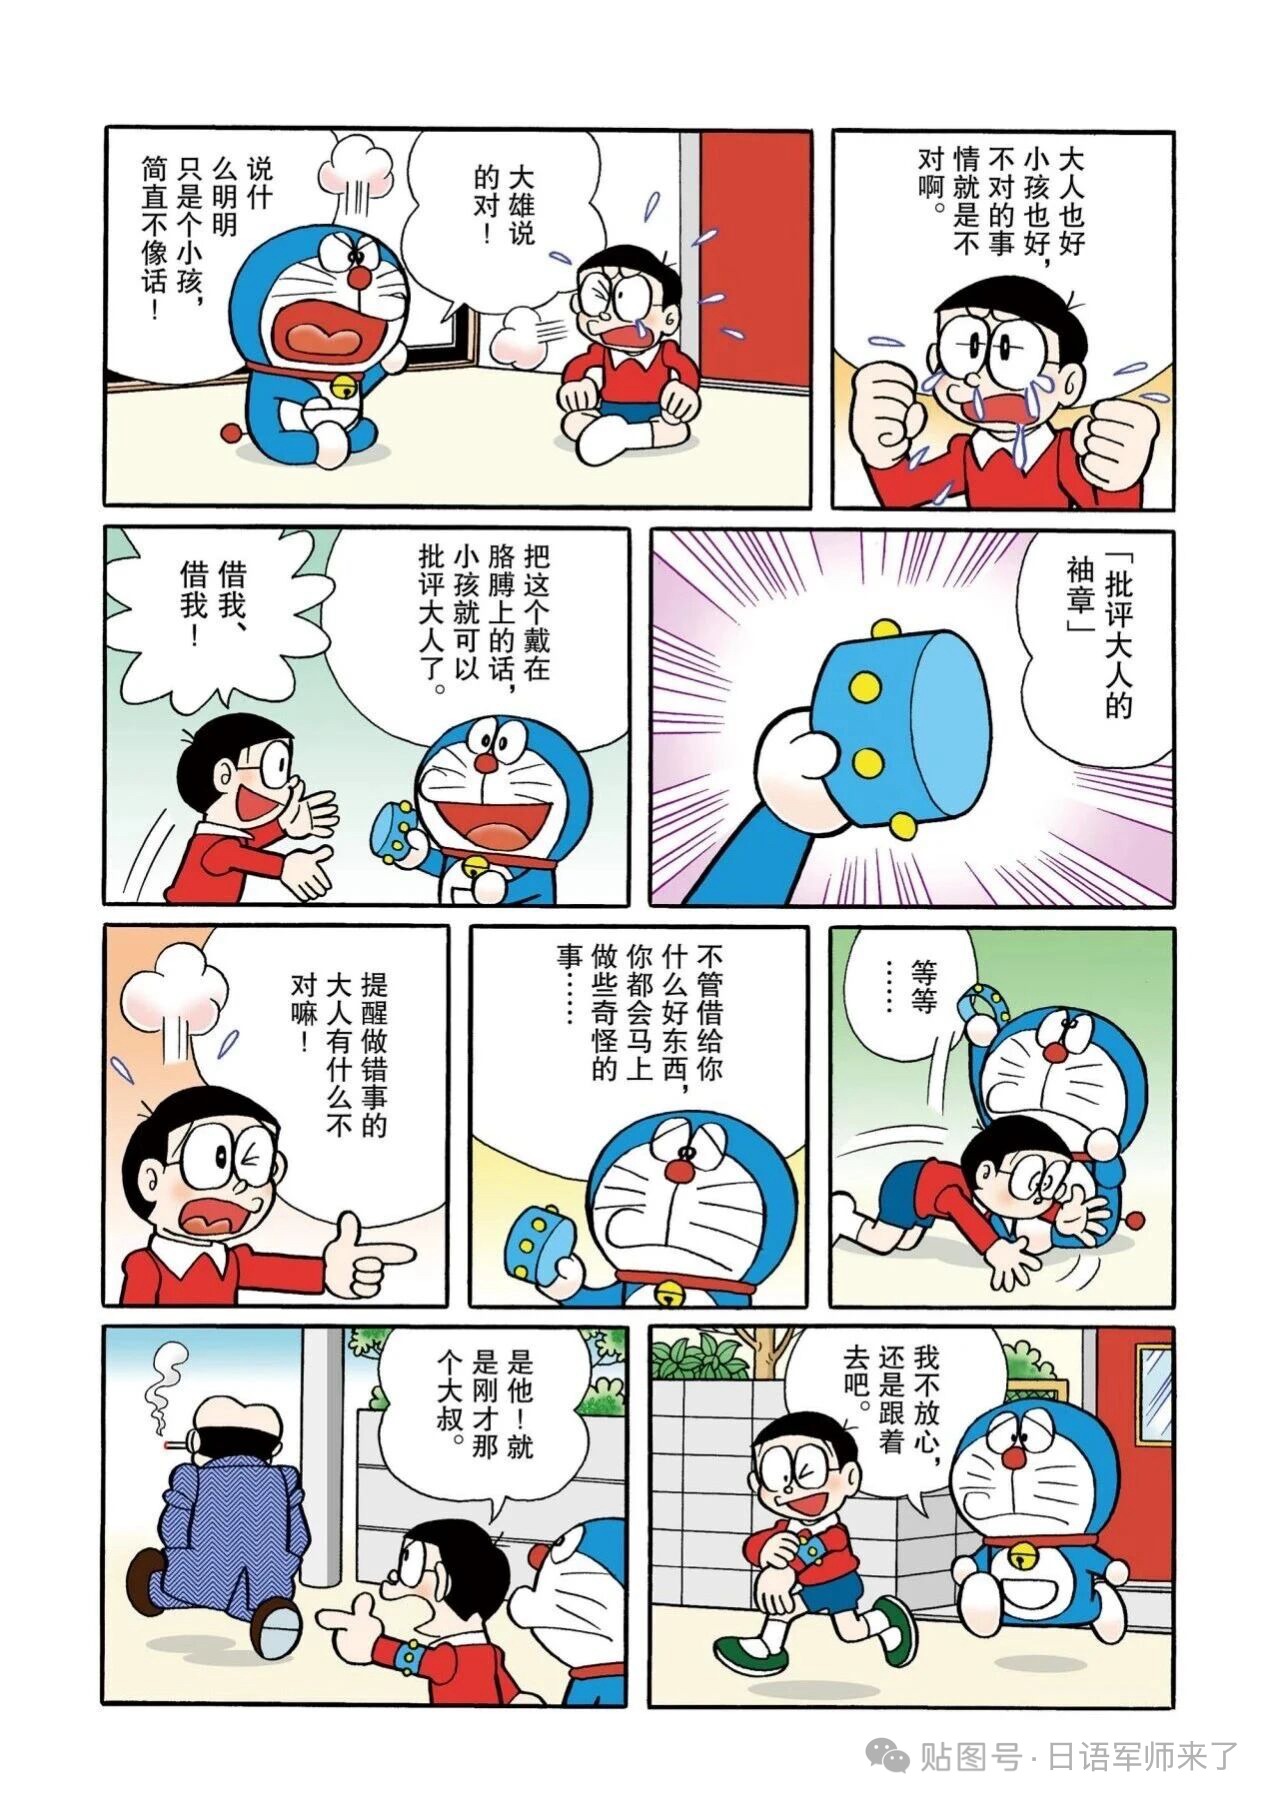 大人也好
小孩也好，
不对的事
情就是不
对啊。
大雄说
的对！
说什
么明明
只是个小孩，
简直不像话！
「批评大人的
袖章」
把这个戴在
胳膊上的话，
小孩就可以
批评大人了。
借我、
借我！
等等
……
不管借给你
什么好东西，
你都会马上
做些奇怪的
事……
提醒做错事的
大人有什么不
对嘛！
我不放心，
还是跟着
去吧。
是他！就
是刚才那
个大叔。
贴图号·日语军师来了